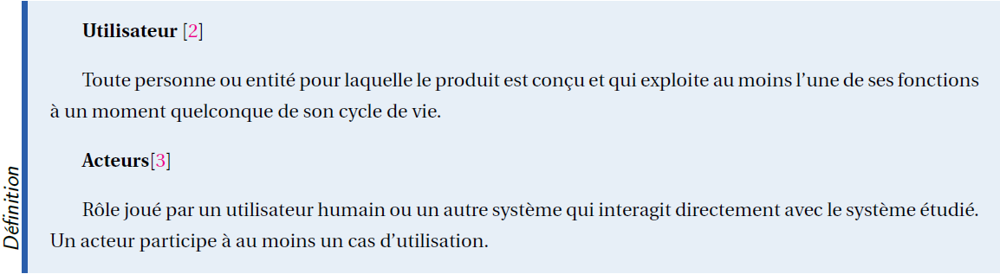 Utilisateur [2]
Toute personne ou entité pour laquelle le produit est conçu et qui exploite au moins l'une de ses fonctions
à un moment quelconque de son cycle de vie.
Acteurs[3]
Définition
Rôle joué par un utilisateur humain ou un autre système qui interagit directement avec le système étudié.
Un acteur participe à au moins un cas d'utilisation.